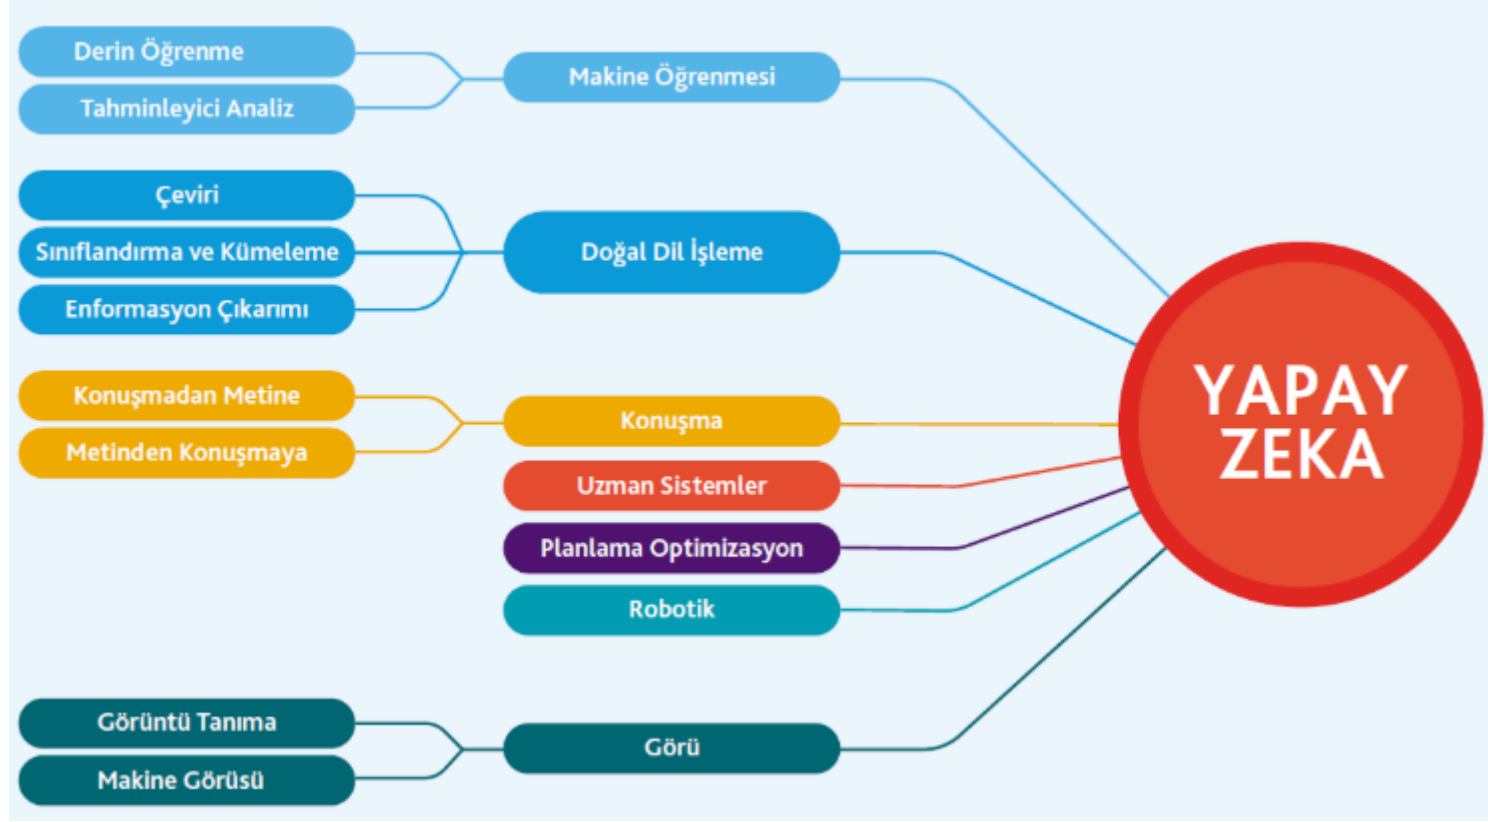 Derin Öğrenme
Tahminleyici Analiz
Makine Öğrenmesi
Çeviri
Sınıflandırma ve Kümeleme
Enformasyon Çıkarımı
Doğal Dil İşleme
Konuşmadan Metine
Metinden Konuşmaya
Konuşma
Uzman Sistemler
Planlama Optimizasyon
Robotik
Görüntü Tanıma
Makine Görüsü
Görü
YAPAY
ZEKA